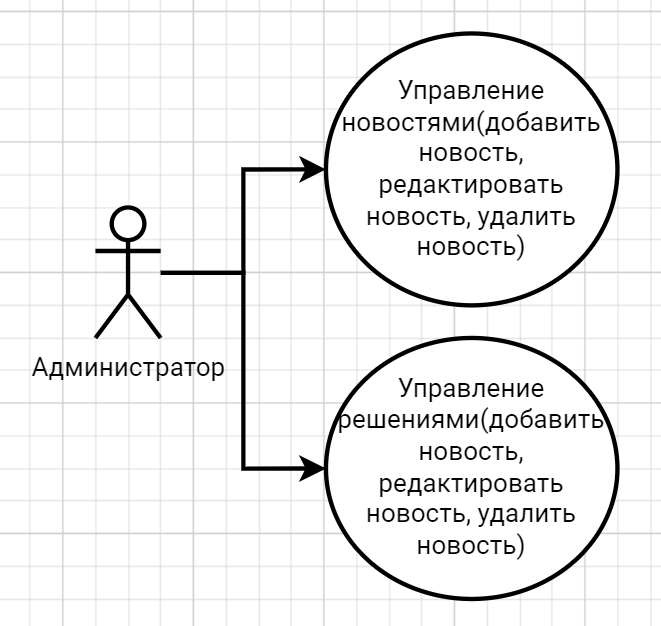 Управление
новостями(добавить
новость,
редактировать
новость, удалить
новость)
Администратор
Управление
решениями(добавить
новость,
редактировать
новость, удалить
новость)